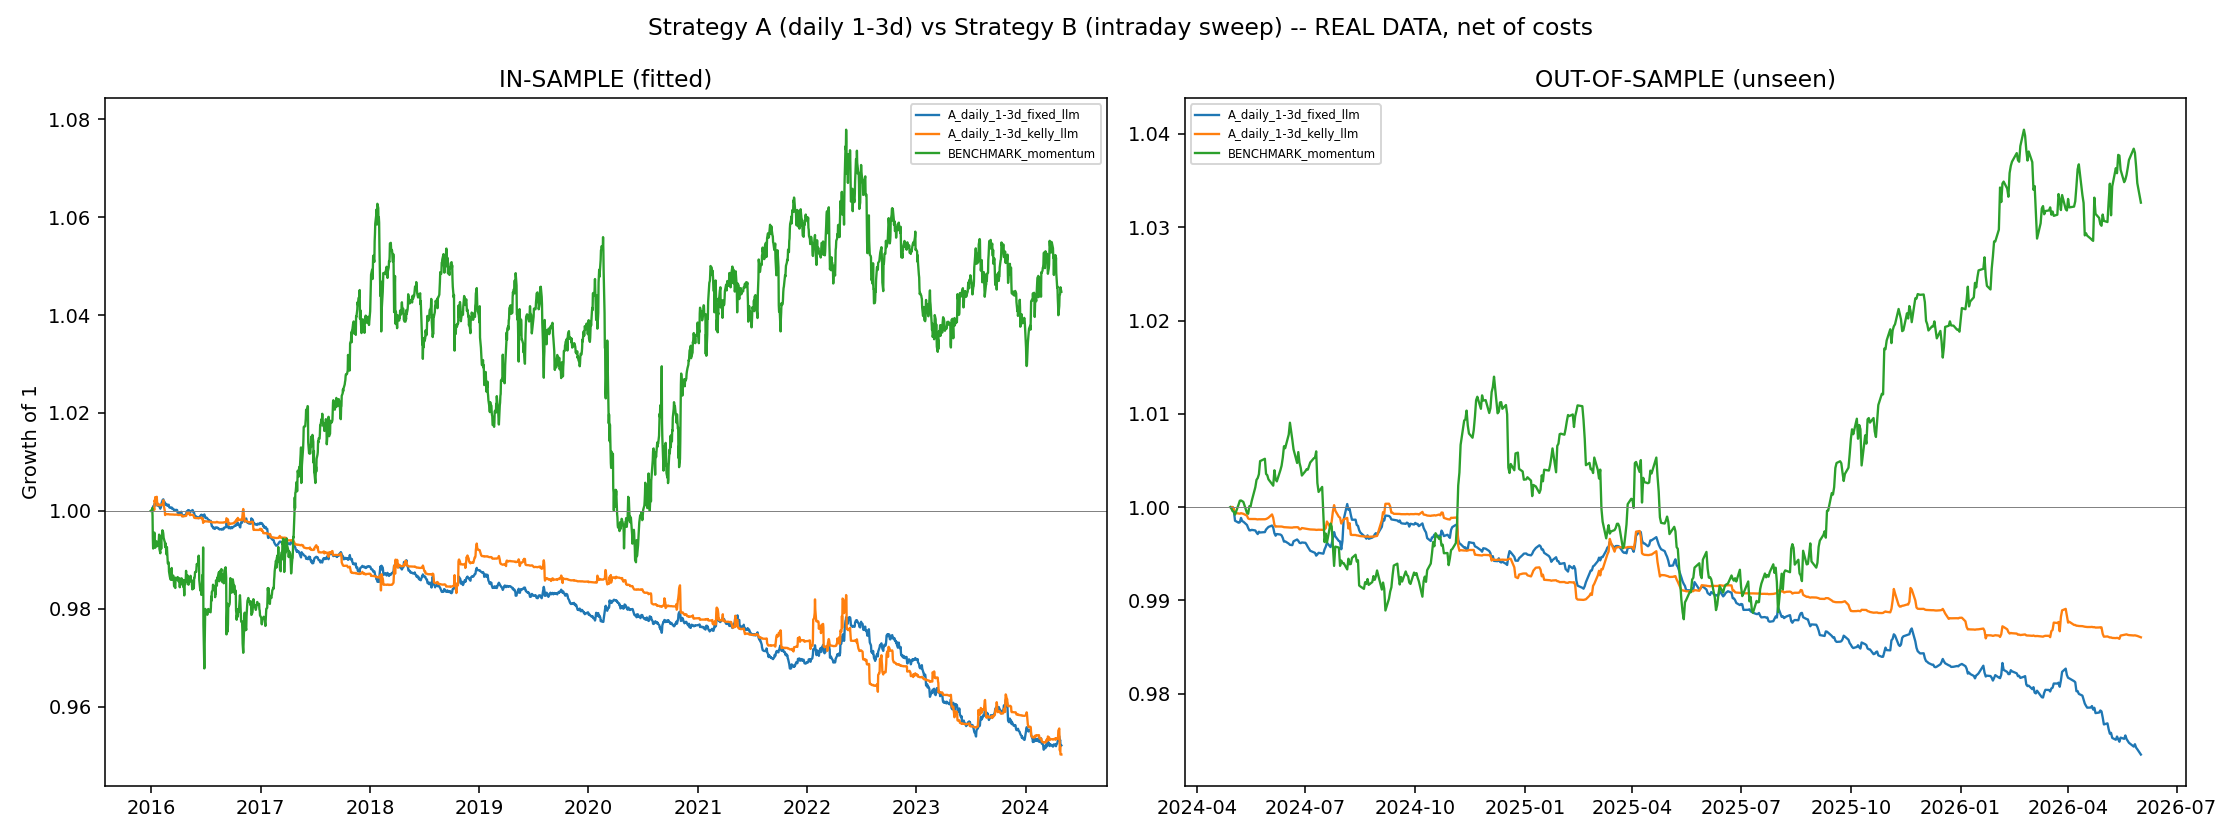 Strategy A (daily 1-3d) vs Strategy B (intraday sweep) -- REAL DATA, net of costs
IN-SAMPLE (fitted)
A_daily_1-3d_fixed_llm
A_daily_1-3d_kelly_llm
BENCHMARK_momentum
Growth of 1
1.08
1.06
1.04
1.02
1.00
0.98
0.96
2016 2017 2018 2019 2020 2021 2022 2023 2024
OUT-OF-SAMPLE (unseen)
A_daily_1-3d_fixed_llm
A_daily_1-3d_kelly_llm
BENCHMARK_momentum
1.04
1.03
1.02
1.01
1.00
0.99
0.98
2024-04 2024-07 2024-10 2025-01 2025-04 2025-07 2025-10 2026-01 2026-04 2026-07